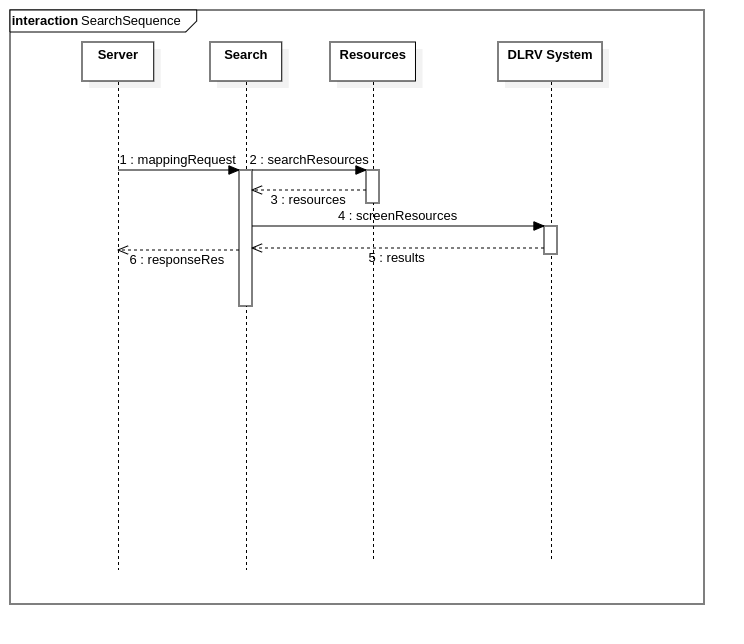 interaction SearchSequence
Server
Search
Resources
DLRV System
1 : mappingRequest
2 : searchResources
3 : resources
4 : screenResources
5 : results
6 : responseRes